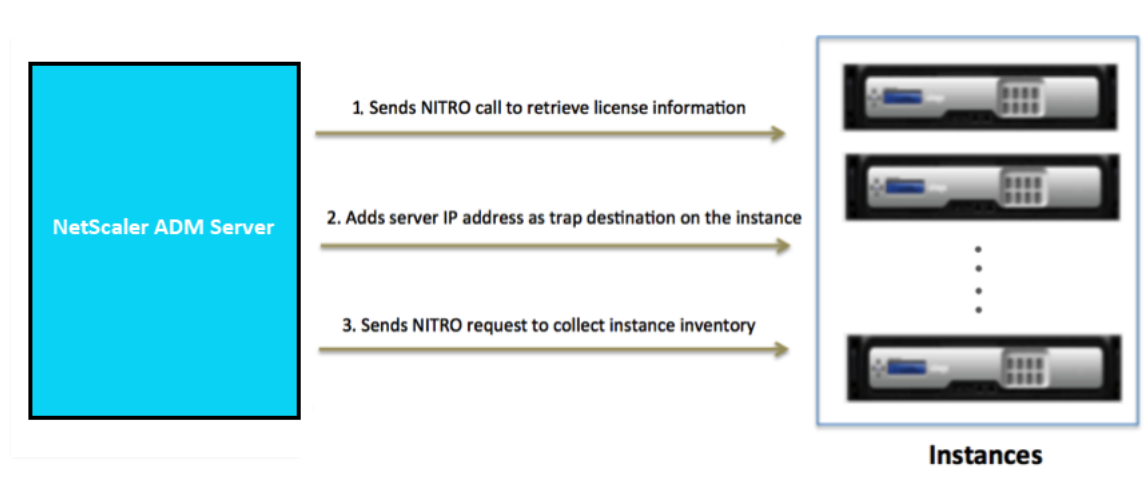 1. Sends NITRO call to retrieve license information
NetScaler ADM Server
2. Adds server IP address as trap destination on the instance
3. Sends NITRO request to collect instance inventory
Instances